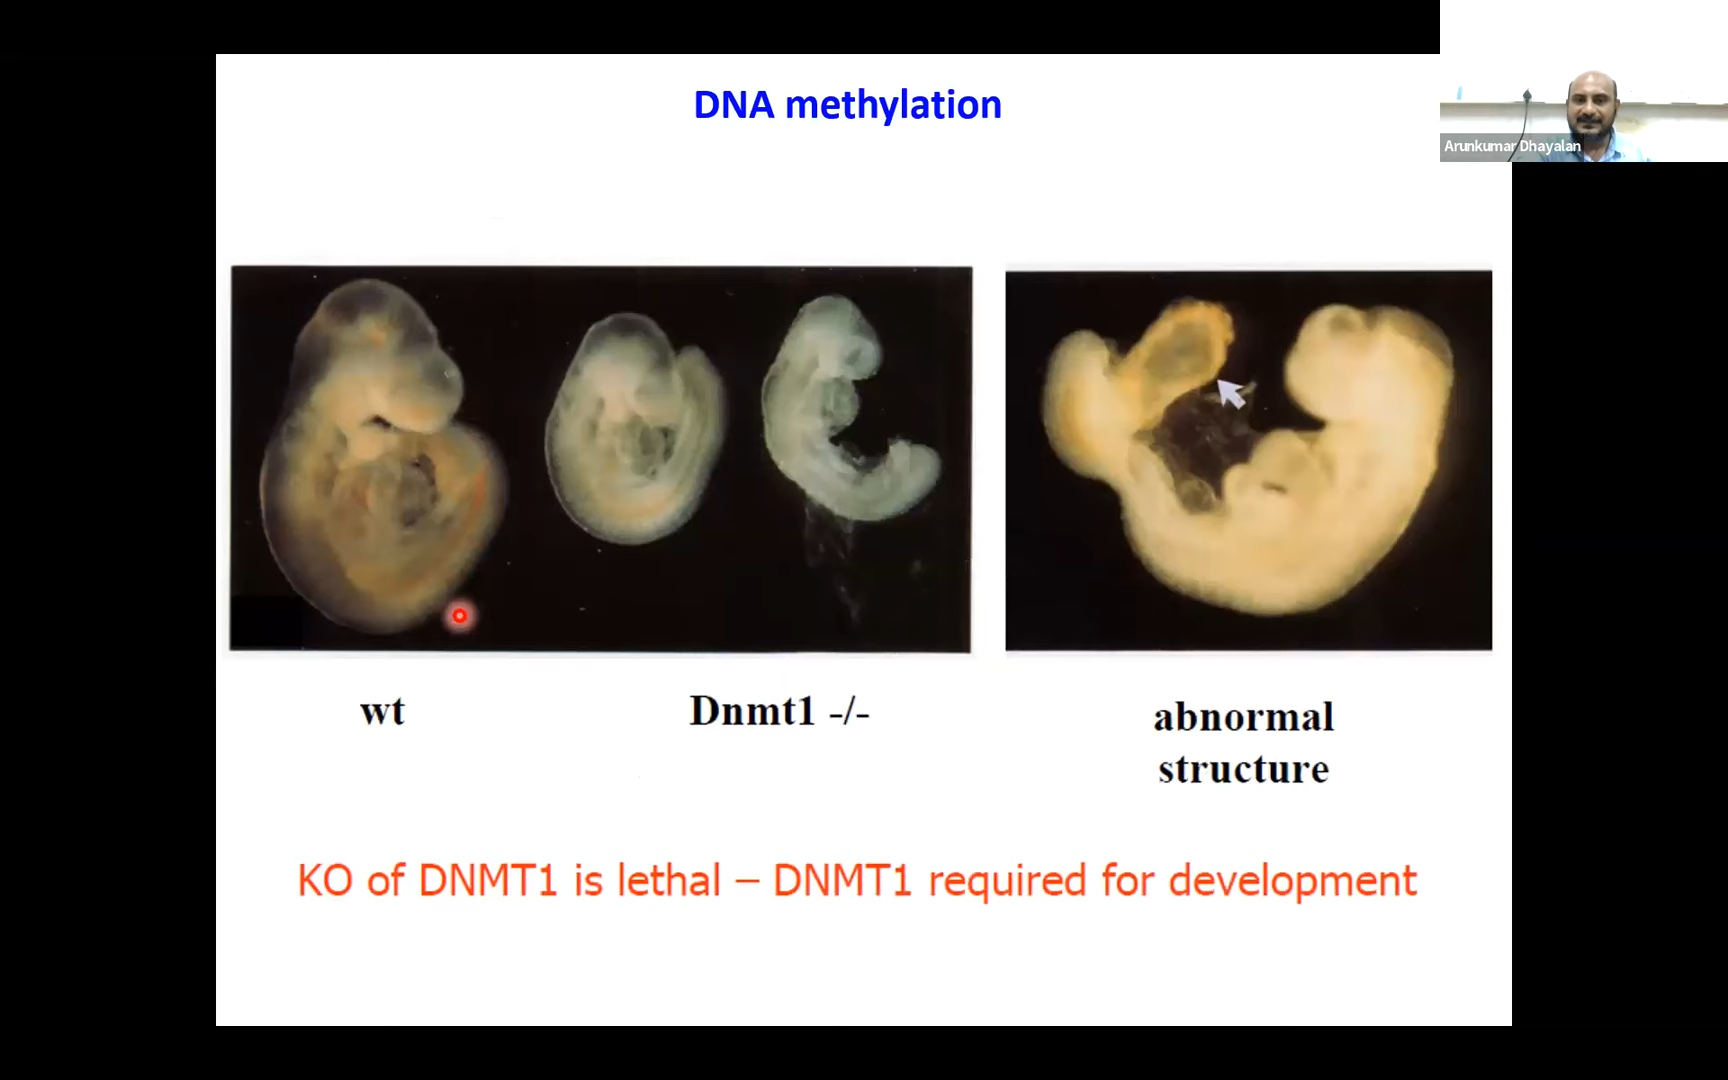 DNA methylation
Arunkumar Dhayalan
wt
Dnmt1 -/-
abnormal
structure
KO of DNMT1 is lethal – DNMT1 required for development